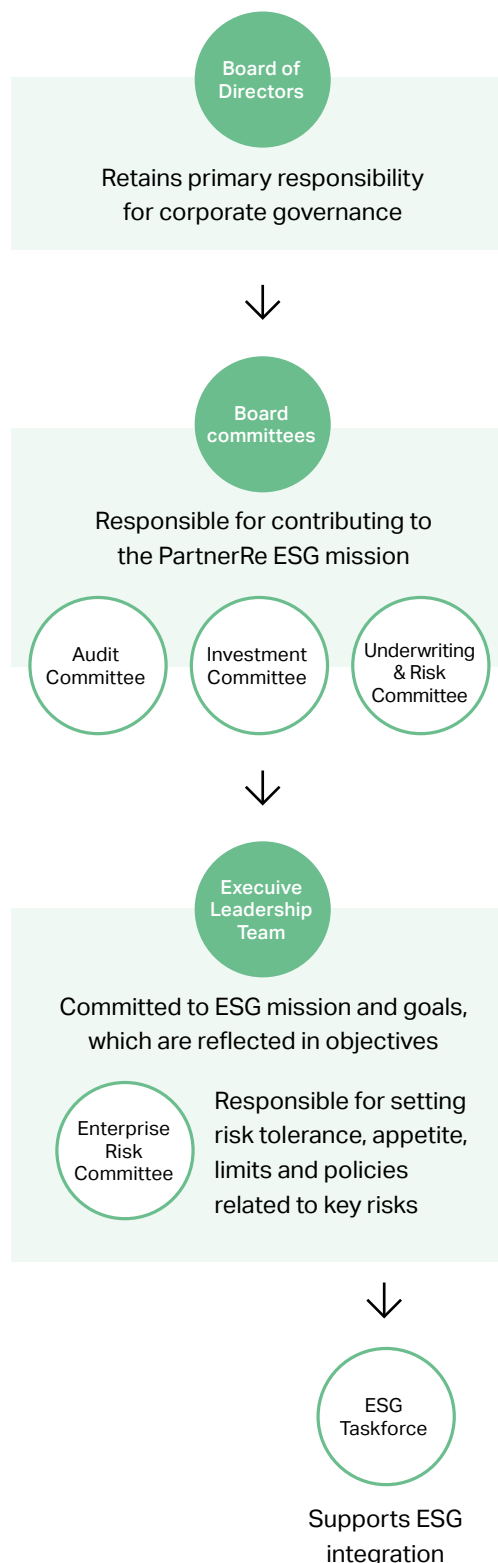 Board of
Directors
Retains primary responsibility
for corporate governance
Board
committees
Responsible for contributing to
the PartnerRe ESG mission
Audit
Committee
Investment
Committee
Underwriting
& Risk
Committee
Execuive
Leadership
Team
Committed to ESG mission and goals,
which are reflected in objectives
Enterprise
Risk
Committee
Responsible for setting
risk tolerance, appetite,
limits and policies
related to key risks
ESG
Taskforce
Supports ESG
integration